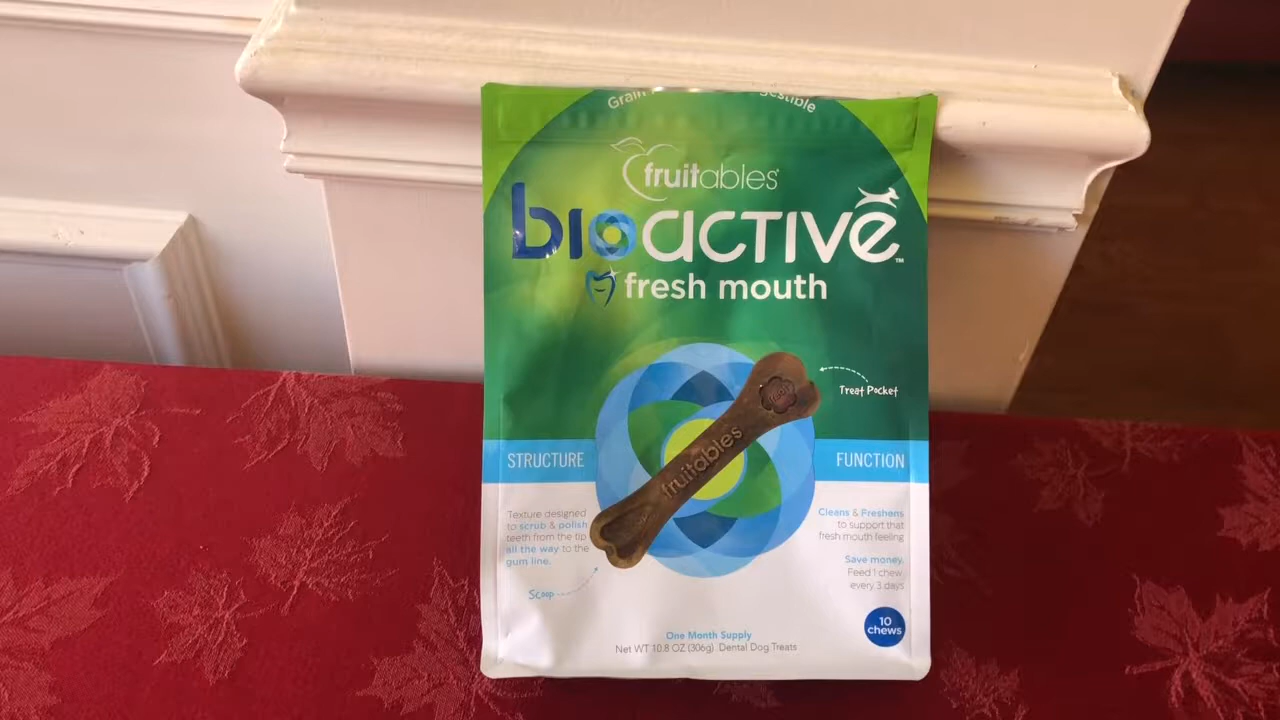 Grain
fruitables
bioactive™
fresh mouth
Treat Pocket
fruitables
STRUCTURE
FUNCTION
Texture designed
to scrub & polish
teeth from the tip
all the way to the
gum line.
Scoop
Cleans & Freshens
to support that
fresh mouth feeling
Save money.
Feed 1 chew
every 3 days
10
chews
One Month Supply
Net WT 10.8 OZ (306g) Dental Dog Treats